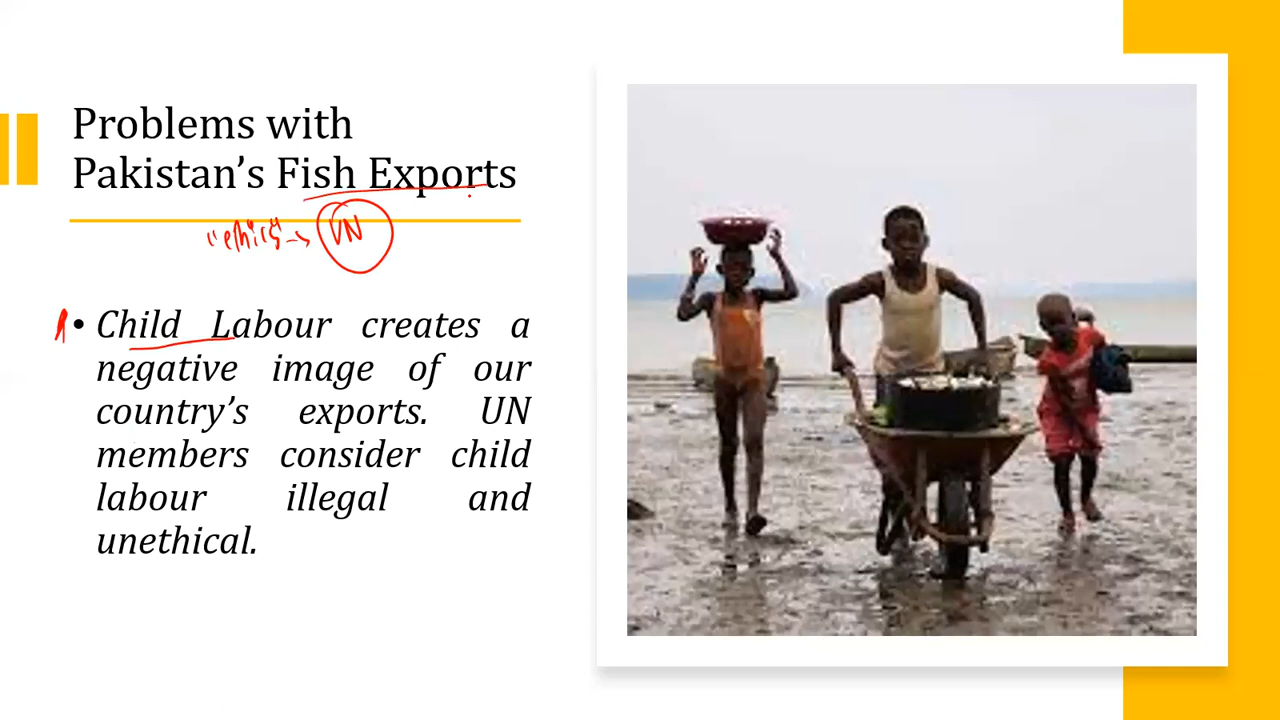 Problems with
Pakistan's Fish Exports
"ethics" → UN
• Child Labour creates a
negative image of our
country's exports. UN
members consider child
labour illegal and
unethical.